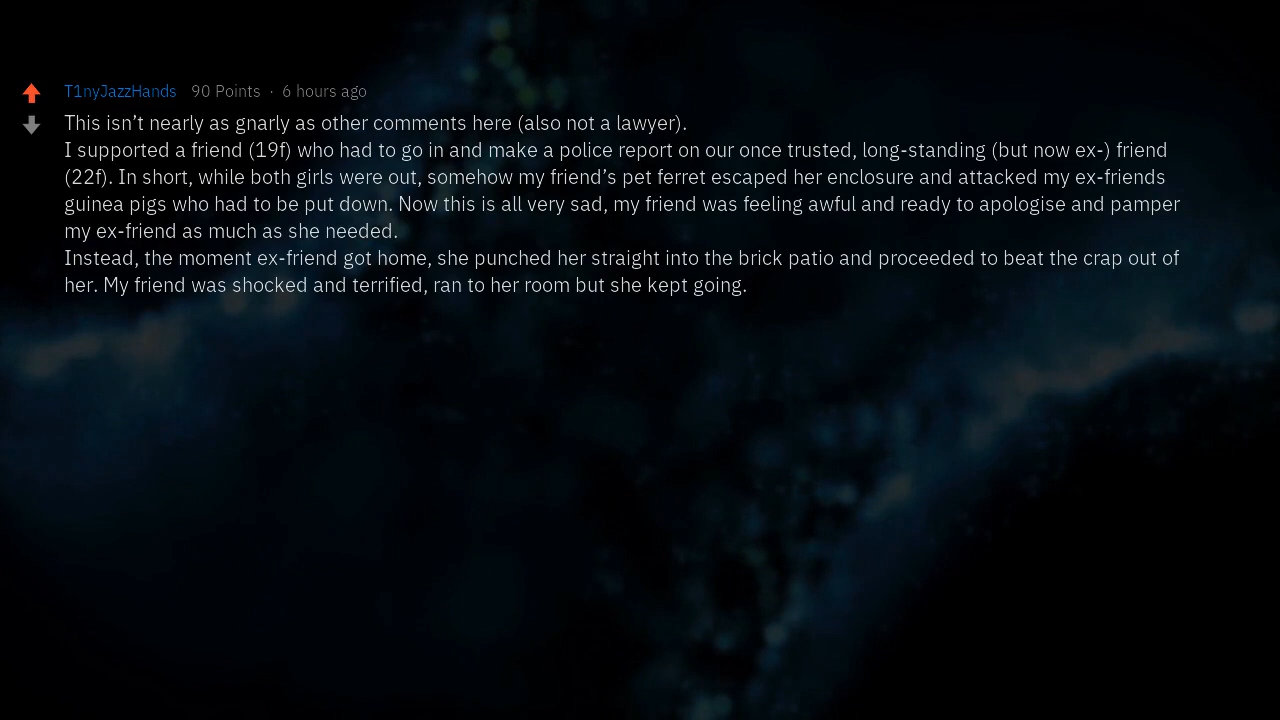 T1nyJazzHands 90 Points · 6 hours ago
This isn’t nearly as gnarly as other comments here (also not a lawyer).
I supported a friend (19f) who had to go in and make a police report on our once trusted, long-standing (but now ex-) friend
(22f). In short, while both girls were out, somehow my friend’s pet ferret escaped her enclosure and attacked my ex-friends
guinea pigs who had to be put down. Now this is all very sad, my friend was feeling awful and ready to apologise and pamper
my ex-friend as much as she needed.
Instead, the moment ex-friend got home, she punched her straight into the brick patio and proceeded to beat the crap out of
her. My friend was shocked and terrified, ran to her room but she kept going.